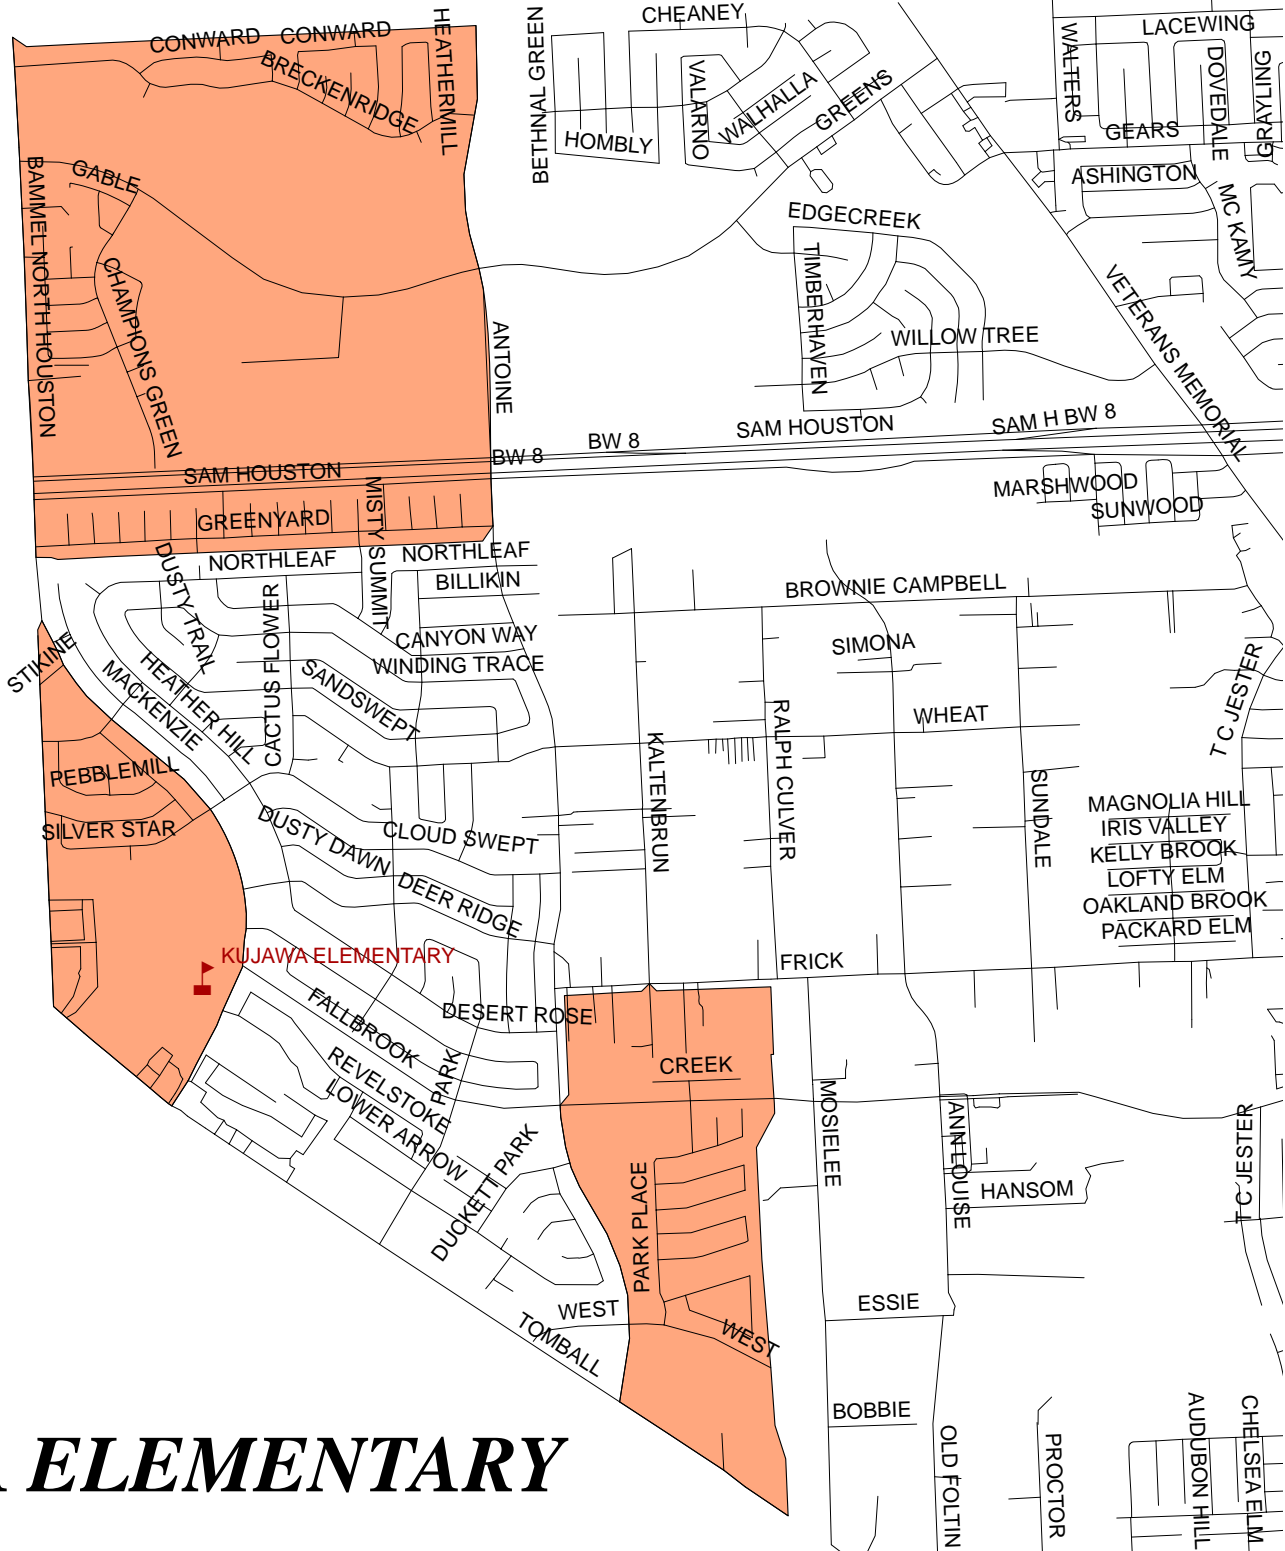 CONWARD
CONWARD
HEATHERMILL
BRECKENRIDGE
BETHNAL GREEN
CHEANEY
VALARNO
WALHALLA
GREENS
HOMBLY
WALTERS
LACEWING
DOVEDALE
GRAYLING
GEARS
ASHINGTON
MC KAMY
GABLE
BAMMEL NORTH HOUSTON
CHAMPIONS GREEN
EDGECREEK
TIMBERHAVEN
WILLOW TREE
VETERANS MEMORIAL
ANTOINE
SAM HOUSTON
BW 8
BW 8
SAM HOUSTON
SAM H BW 8
MARSHWOOD
SUNWOOD
GREENYARD
MISTY SUMMIT
NORTHLEAF
NORTHLEAF
BILLIKIN
DUSTY TRAIL
CACTUS FLOWER
CANYON WAY
WINDING TRACE
BROWNIE CAMPBELL
SIMONA
STIKINE
MACKENZIE
HEATHER HILL
SANDSWEPT
T C JESTER
WHEAT
KALTENBRUN
RALPH CULVER
SUNDALE
PEBBLEMILL
SILVER STAR
DUSTY DAWN
CLOUD SWEPT
DEER RIDGE
MAGNOLIA HILL
IRIS VALLEY
KELLY BROOK
LOFTY ELM
OAKLAND BROOK
PACKARD ELM
KUJAWA ELEMENTARY
FRICK
FALLBROOK
DESERT ROSE
REVELSTOKE
PARK
LOWER ARROW
CREEK
MOSIELEE
ANN LOUISE
HANSOM
T C JESTER
DUCKETT PARK
PARK PLACE
WEST
WEST
TOMBALL
ESSIE
BOBBIE
OLD FOLTIN
PROCTOR
AUDUBON HILL
CHELSEA ELM
ELEMENTARY